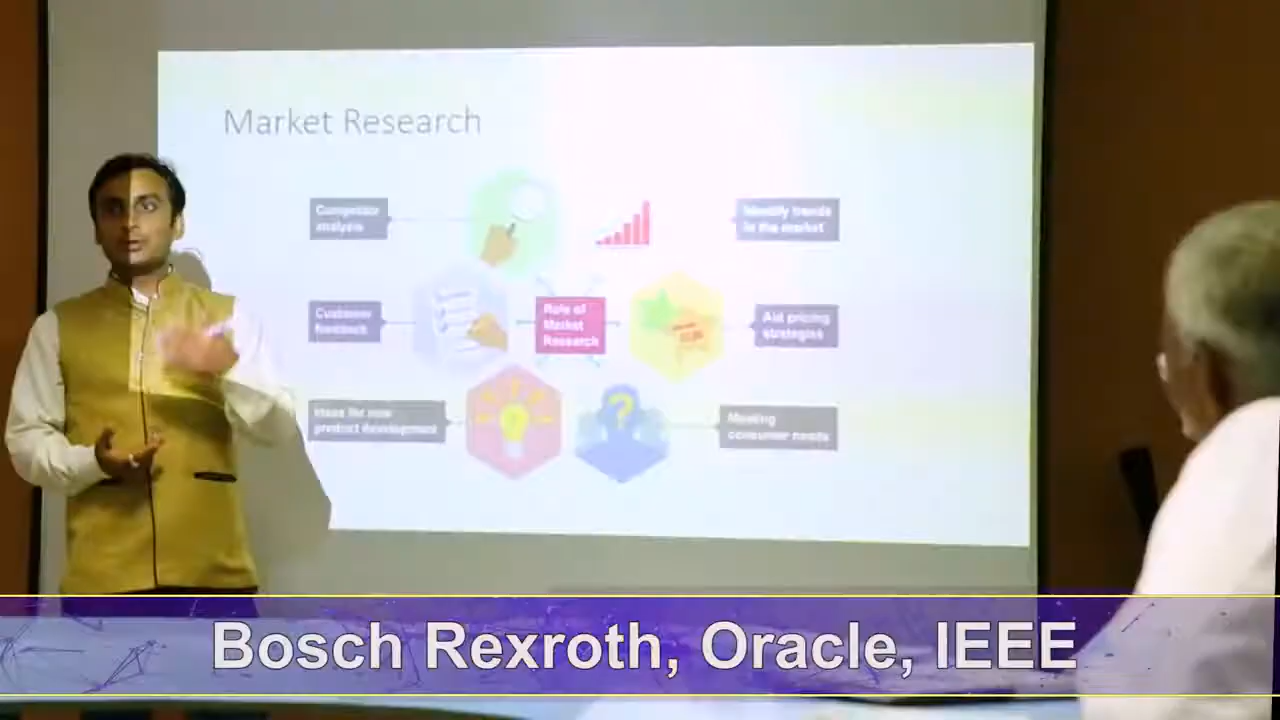 Market Research
Competitor
analysis
Identify trends
in the market
Customer
feedback
Role of
Market
Research
Aid pricing
strategies
Ideas for new
product development
Meeting
consumer needs
Bosch Rexroth, Oracle, IEEE